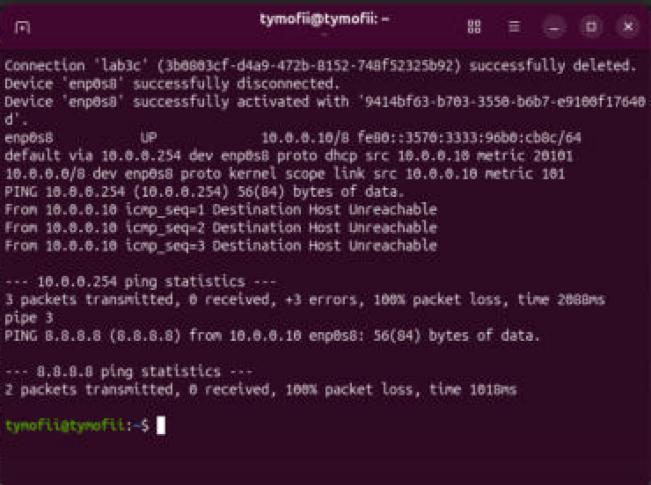 tymofii@tymofii: ~
Connection 'lab3c' (3b0803cf-d4a9-472b-8152-748f52325b92) successfully deleted.
Device 'enp0s8' successfully disconnected.
Device 'enp0s8' successfully activated with '9414bf63-b703-3550-b6b7-e9100f17640
d'.
enp0s8 UP 10.0.0.10/8 fe80::3570:3333:96b0:cb8c/64
default via 10.0.0.254 dev enp0s8 proto dhcp src 10.0.0.10 metric 20101
10.0.0.0/8 dev enp0s8 proto kernel scope link src 10.0.0.10 metric 101
PING 10.0.0.254 (10.0.0.254) 56(84) bytes of data.
From 10.0.0.10 icmp_seq=1 Destination Host Unreachable
From 10.0.0.10 icmp_seq=2 Destination Host Unreachable
From 10.0.0.10 icmp_seq=3 Destination Host Unreachable
--- 10.0.0.254 ping statistics ---
3 packets transmitted, 0 received, +3 errors, 100% packet loss, time 2088ms
pipe 3
PING 8.8.8.8 (8.8.8.8) from 10.0.0.10 enp0s8: 56(84) bytes of data.
--- 8.8.8.8 ping statistics ---
2 packets transmitted, 0 received, 100% packet loss, time 1018ms
tymofii@tymofii:~$